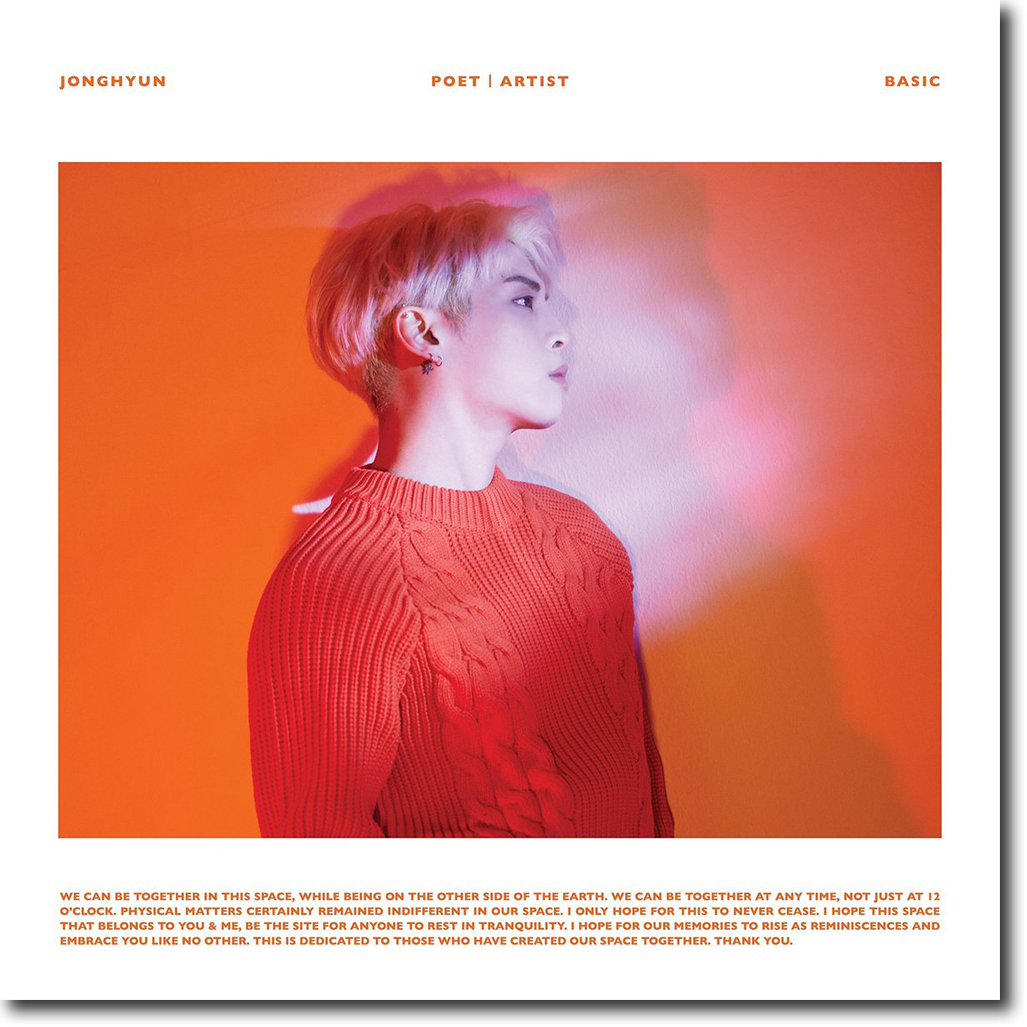 JONGHYUN POET | ARTIST BASIC
WE CAN BE TOGETHER IN THIS SPACE, WHILE BEING ON THE OTHER SIDE OF THE EARTH. WE CAN BE TOGETHER AT ANY TIME, NOT JUST AT 12
O'CLOCK. PHYSICAL MATTERS CERTAINLY REMAINED INDIFFERENT IN OUR SPACE. I ONLY HOPE FOR THIS TO NEVER CEASE. I HOPE THIS SPACE
THAT BELONGS TO YOU & ME, BE THE SITE FOR ANYONE TO REST IN TRANQUILITY. I HOPE FOR OUR MEMORIES TO RISE AS REMINISCENCES AND
EMBRACE YOU LIKE NO OTHER. THIS IS DEDICATED TO THOSE WHO HAVE CREATED OUR SPACE TOGETHER. THANK YOU.